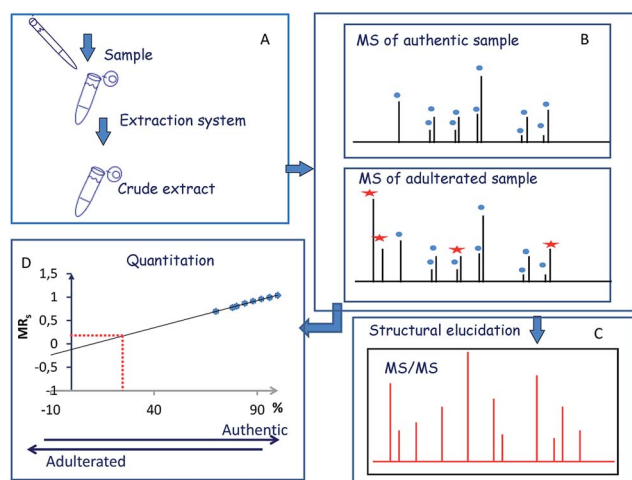 A
Sample
Extraction system
Crude extract
B
MS of authentic sample
MS of adulterated sample
Structural elucidation
C
MS/MS
D
Quantitation
MRs
1,5
1
0,5
0
-0,5
-1
-10
40
90
%
Authentic
Adulterated